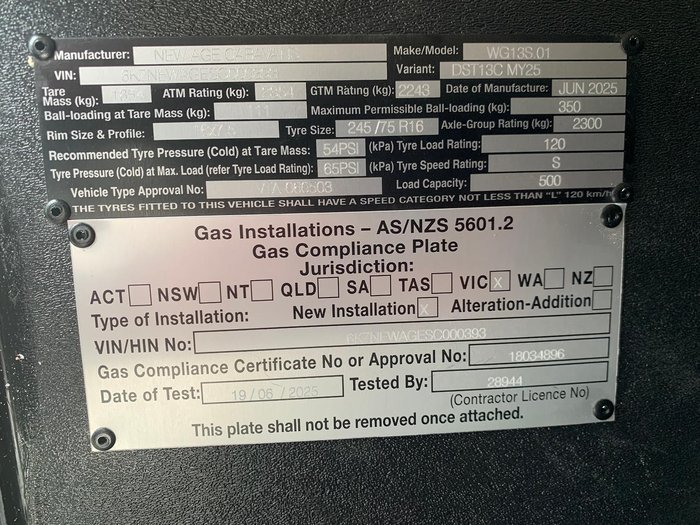 Manufacturer: NEW AGE CARAVANS Make/Model: WG13S.01
VIN: Variant: DST13C MY25
Tare Mass (kg): ATM Rating (kg): GTM Rating (kg): 2243 Date of Manufacture: JUN 2025
Ball-loading at Tare Mass (kg): Maximum Permissible Ball-loading (kg): 350
Rim Size & Profile: Tyre Size: 245/75 R16 Axle-Group Rating (kg): 2300
Recommended Tyre Pressure (Cold) at Tare Mass: 54PSI (kPa) Tyre Load Rating: 120
Tyre Pressure (Cold) at Max. Load (refer Tyre Load Rating): 65PSI (kPa) Tyre Speed Rating: S
Vehicle Type Approval No: VTA 060503 Load Capacity: 500
THE TYRES FITTED TO THIS VEHICLE SHALL HAVE A SPEED CATEGORY NOT LESS THAN "L" 120 km/h
Gas Installations – AS/NZS 5601.2
Gas Compliance Plate
Jurisdiction:
ACT NSW NT QLD SA TAS VIC X WA NZ
Type of Installation: New Installation X Alteration-Addition
VIN/HIN No: 6K7NEWAGESC000393
Gas Compliance Certificate No or Approval No: 18034896
Date of Test: 19 / 06 / 2025 Tested By: 28944
(Contractor Licence No)
This plate shall not be removed once attached.